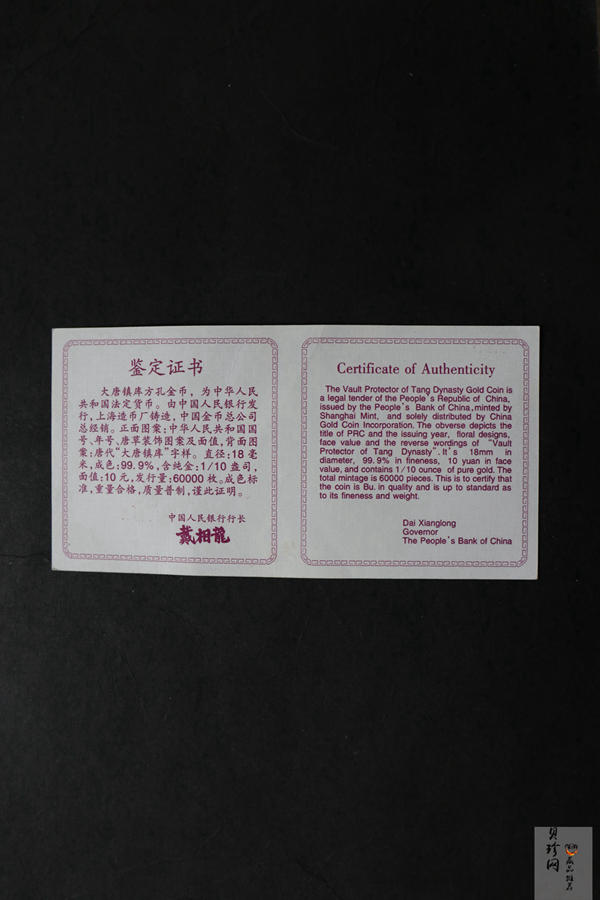 鉴定证书
大唐镇库方孔金币，为中华人民
共和国法定货币。由中国人民银行发
行，上海造币厂铸造，中国金币总公司
总经销。正面图案：中华人民共和国国
号、年号、唐草装饰图案及面值，背面图
案：唐代“大唐镇库”字样。直径：18毫
米，成色：99.9%，含纯金：1/10盎司，
面值：10元，发行量：60000枚。成色标
准，重量合格，质量普制，谨此证明。
中国人民银行行长
戴相龍
Certificate of Authenticity
The Vault Protector of Tang Dynasty Gold Coin is
a legal tender of the People's Republic of China,
issued by the People's Bank of China,minted by
Shanghai Mint, and solely distributed by China
Gold Coin Incorporation. The obverse depicts the
title of PRC and the issuing year, floral designs,
face value and the reverse wordings of "Vault
Protector of Tang Dynasty".It's 18mm in
diameter, 99.9% in fineness, 10 yuan in face
value, and contains 1/10 ounce of pure gold. The
total mintage is 60000 pieces. This is to certify that
the coin is Bu. in quality and is up to standard as
to its fineness and weight.
Dai Xianglong
Governor
The People's Bank of China
贝珍网